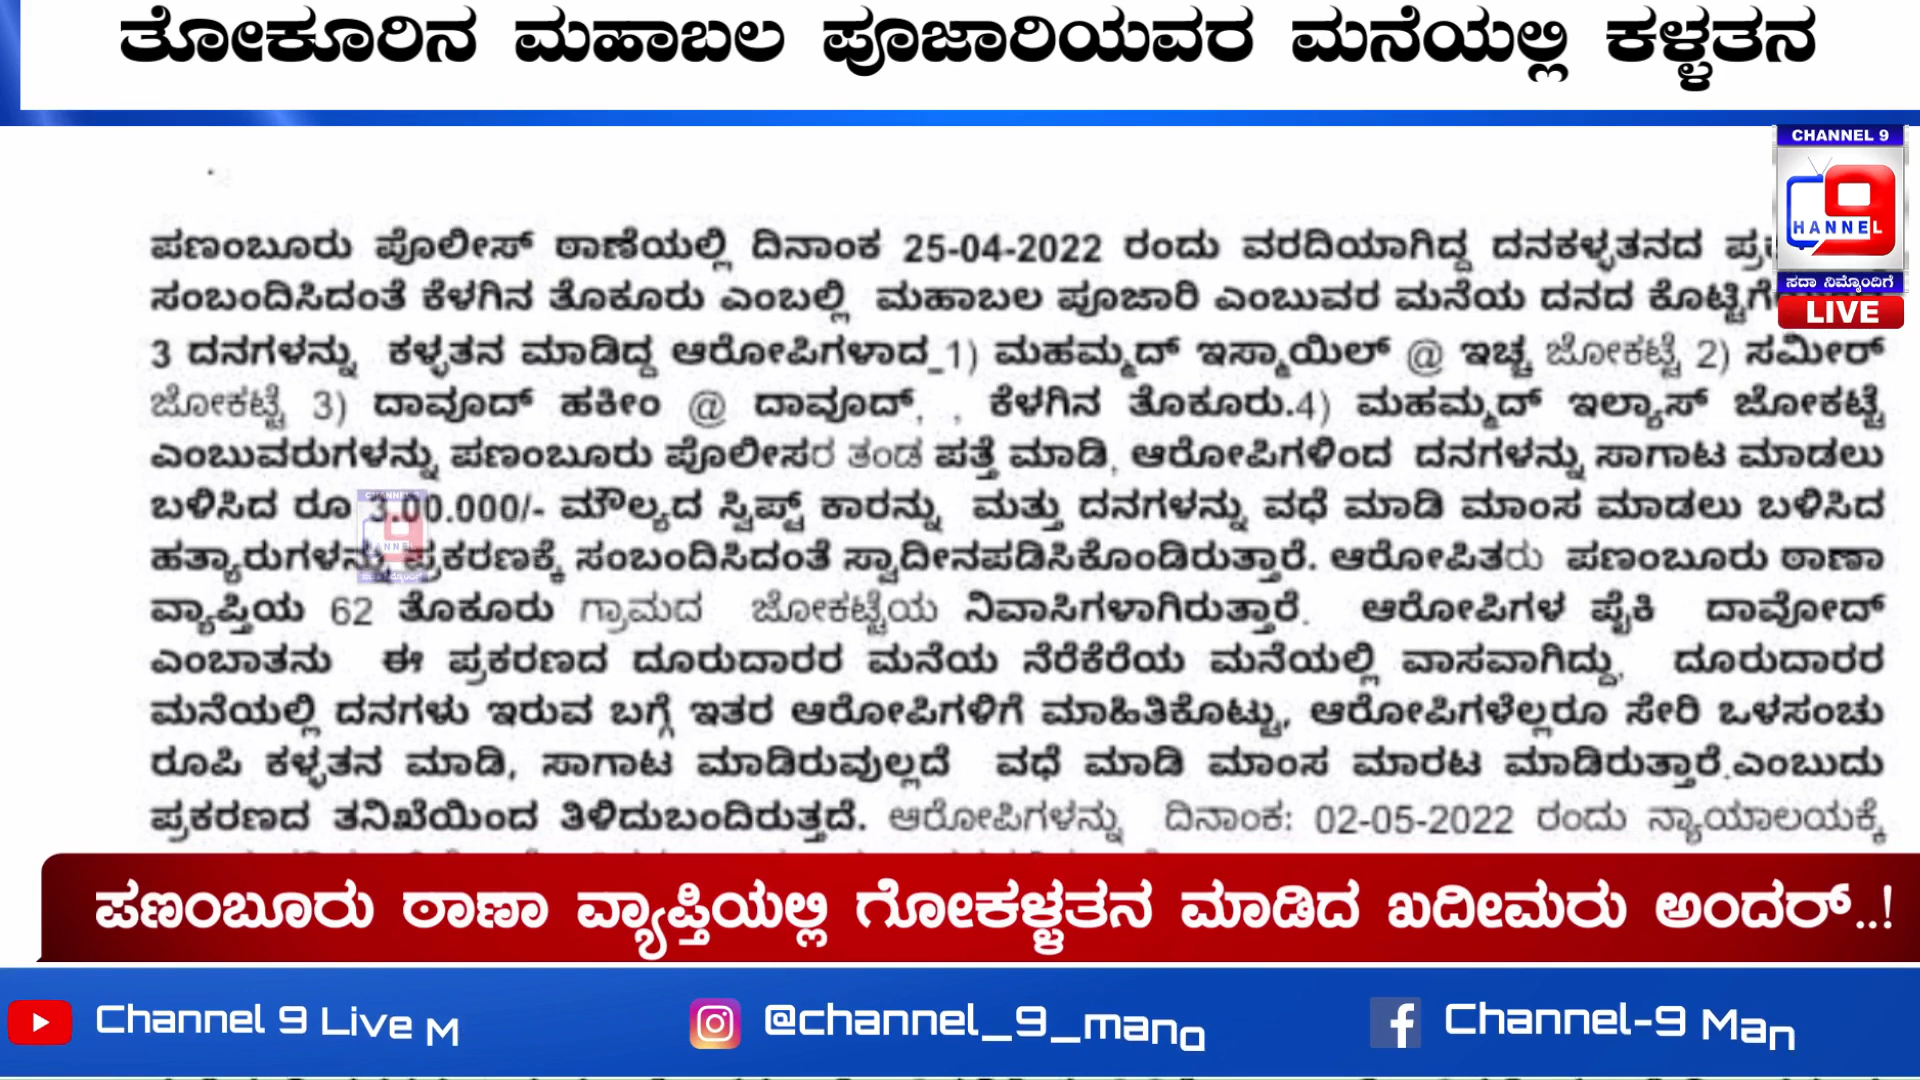 ತೋಕೂರಿನ ಮಹಾಬಲ ಪೂಜಾರಿಯವರ ಮನೆಯಲ್ಲಿ ಕಳ್ಳತನ
CHANNEL 9
9
HANNEL
ಸದಾ ನಿಮ್ಮೊಂದಿಗೆ
LIVE
ಪಣಂಬೂರು ಪೊಲೀಸ್ ಠಾಣೆಯಲ್ಲಿ ದಿನಾಂಕ 25-04-2022 ರಂದು ವರದಿಯಾಗಿದ್ದ ದನಕಳ್ಳತನದ
ಸಂಬಂದಿಸಿದಂತೆ ಕೆಳಗಿನ ತೊಕೂರು ಎಂಬಲ್ಲಿ ಮಹಾಬಲ ಪೂಜಾರಿ ಎಂಬುವರ ಮನೆಯ ದನದ
3 ದನಗಳನ್ನು ಕಳ್ಳತನ ಮಾಡಿದ್ದ ಆರೋಪಿಗಳಾದ_1) ಮಹಮ್ಮದ್ ಇಸ್ಮಾಯಿಲ್ @ ಇಚ್ಚ ಜೋಕಟ್ಟೆ 2) ಸಮೀರ್
ಜೋಕಟ್ಟೆ 3) ದಾವೂದ್ ಹಕೀಂ @ ದಾವೂದ್, , ಕೆಳಗಿನ ತೊಕೂರು.4) ಮಹಮ್ಮದ್ ಇಲ್ಯಾಸ್ ಜೋಕಟ್ಟೆ
ಎಂಬುವರುಗಳನ್ನು ಪಣಂಬೂರು ಪೊಲೀಸರ ತಂಡ ಪತ್ತೆ ಮಾಡಿ, ಆರೋಪಿಗಳಿಂದ ದನಗಳನ್ನು ಸಾಗಾಟ ಮಾಡಲು
ಬಳಿಸಿದ ರೂ 3.00.000/- ಮೌಲ್ಯದ ಸ್ವಿಪ್ಟ್ ಕಾರನ್ನು ಮತ್ತು ದನಗಳನ್ನು ವಧೆ ಮಾಡಿ ಮಾಂಸ ಮಾಡಲು ಬಳಿಸಿದ
ಹತ್ಯಾರುಗಳನ್ನು ಪ್ರಕರಣಕ್ಕೆ ಸಂಬಂದಿಸಿದಂತೆ ಸ್ವಾದೀನಪಡಿಸಿಕೊಂಡಿರುತ್ತಾರೆ. ಆರೋಪಿತರು ಪಣಂಬೂರು ಠಾಣಾ
ವ್ಯಾಪ್ತಿಯ 62 ತೊಕೂರು ಗ್ರಾಮದ ಜೋಕಟ್ಟೆಯ ನಿವಾಸಿಗಳಾಗಿರುತ್ತಾರೆ. ಆರೋಪಿಗಳ ಪೈಕಿ ದಾವೋದ್
ಎಂಬಾತನು ಈ ಪ್ರಕರಣದ ದೂರುದಾರರ ಮನೆಯ ನೆರೆಕೆರೆಯ ಮನೆಯಲ್ಲಿ ವಾಸವಾಗಿದ್ದು, ದೂರುದಾರರ
ಮನೆಯಲ್ಲಿ ದನಗಳು ಇರುವ ಬಗ್ಗೆ ಇತರ ಆರೋಪಿಗಳಿಗೆ ಮಾಹಿತಿಕೊಟ್ಟು, ಆರೋಪಿಗಳೆಲ್ಲರೂ ಸೇರಿ ಒಳಸಂಚು
ರೂಪಿ ಕಳ್ಳತನ ಮಾಡಿ, ಸಾಗಾಟ ಮಾಡಿರುವುಲ್ಲದೆ ವಧೆ ಮಾಡಿ ಮಾಂಸ ಮಾರಟ ಮಾಡಿರುತ್ತಾರೆ.ಎಂಬುದು
ಪ್ರಕರಣದ ತನಿಖೆಯಿಂದ ತಿಳಿದುಬಂದಿರುತ್ತದೆ. ಆರೋಪಿಗಳನ್ನು ದಿನಾಂಕ: 02-05-2022 ರಂದು ನ್ಯಾಯಾಲಯಕ್ಕೆ
ಪಣಂಬೂರು ಠಾಣಾ ವ್ಯಾಪ್ತಿಯಲ್ಲಿ ಗೋಕಳ್ಳತನ ಮಾಡಿದ ಖದೀಮರು ಅಂದರ್..!
Channel 9 Live M
@channel_9_mano
Channel-9 Man